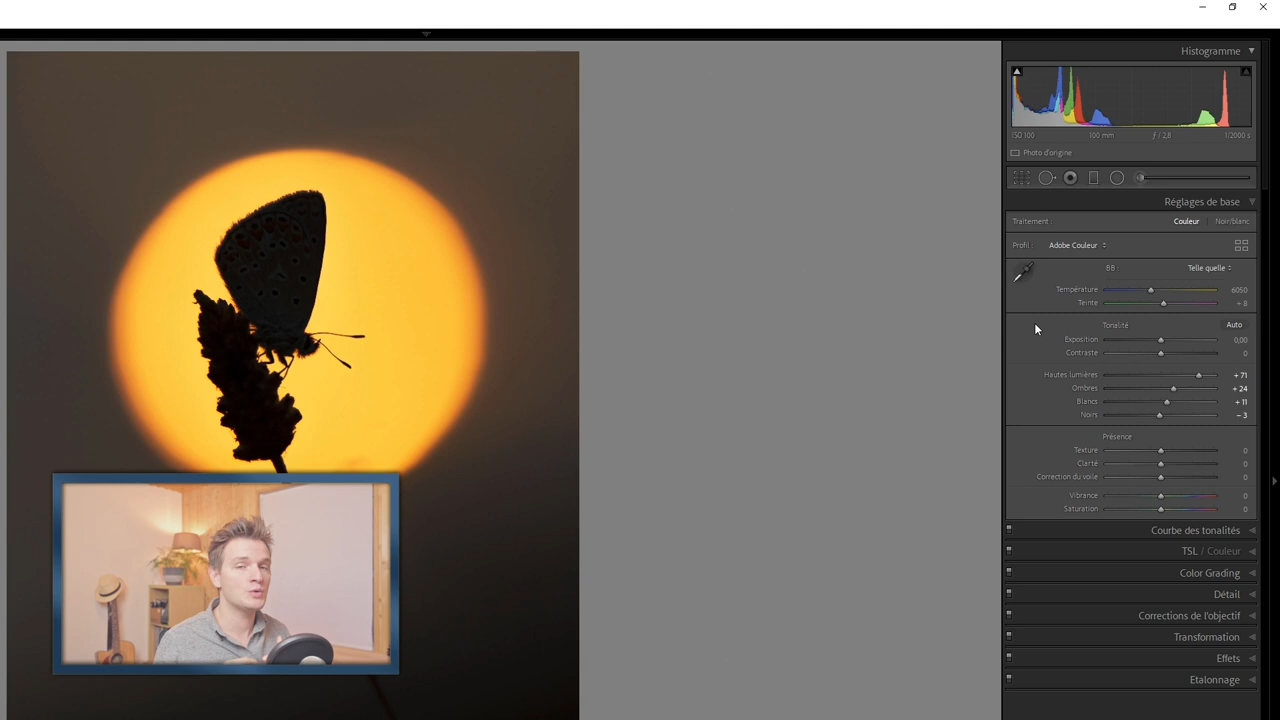 Histogramme
ISO 100 100 mm ƒ / 2,8 1/2000 s
Photo d'origine
Réglages de base
Traitement : Couleur Noir/blanc
Profil : Adobe Couleur
BB : Telle quelle
Température 6050
Teinte + 8
Tonalité Auto
Exposition 0,00
Contraste 0
Hautes lumières + 71
Ombres + 24
Blancs + 11
Noirs − 3
Présence
Texture 0
Clarté 0
Correction du voile 0
Vibrance 0
Saturation 0
Courbe des tonalités
TSL / Couleur
Color Grading
Détail
Corrections de l'objectif
Transformation
Effets
Etalonnage